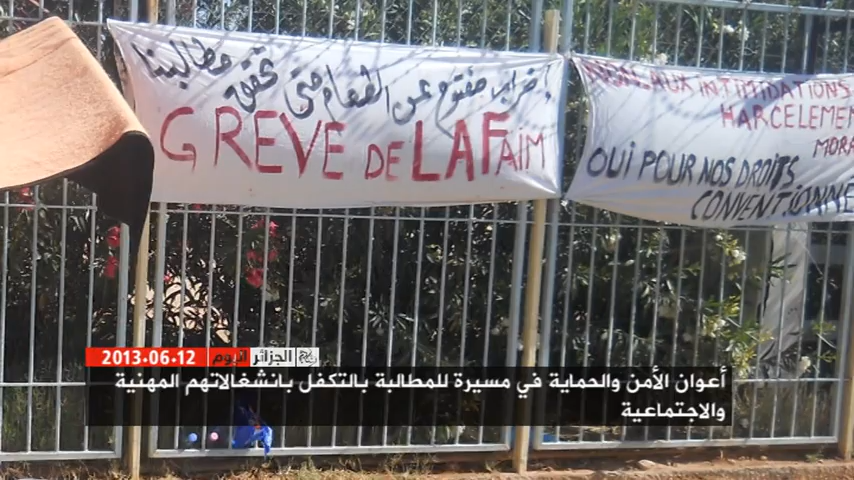 إضراب مفتوح عن الطعام حتى تحقق مطالبنا
GREVE DE LA FAIM
AUX INTIMIDATIONS
HARCELEMEN
MORA
OUI POUR NOS DROITS
CONVENTIONNE
2013.06.12 الجزائر اليوم
أعوان الأمن والحماية في مسيرة للمطالبة بالتكفل بانشغالاتهم المهنية
والاجتماعية